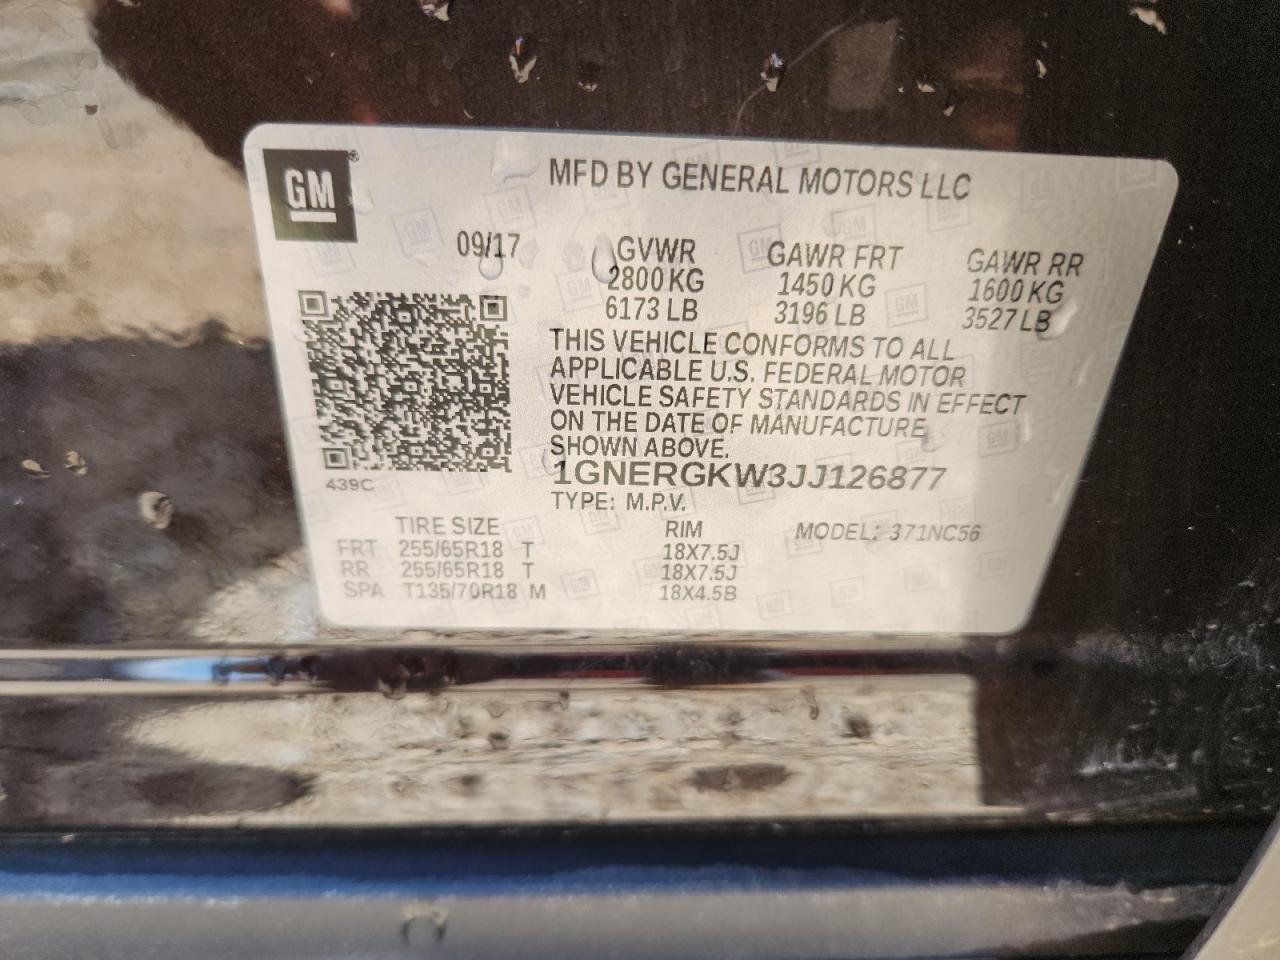 GM
MFD BY GENERAL MOTORS LLC
09/17 GVWR GAWR FRT GAWR RR
2800 KG 1450 KG 1600 KG
6173 LB 3196 LB 3527 LB
THIS VEHICLE CONFORMS TO ALL
APPLICABLE U.S. FEDERAL MOTOR
VEHICLE SAFETY STANDARDS IN EFFECT
ON THE DATE OF MANUFACTURE
SHOWN ABOVE.
1GNERGKW3JJ126877
439C
TYPE: M.P.V.
TIRE SIZE RIM MODEL: 371NC56
FRT 255/65R18 T 18X7.5J
RR 255/65R18 T 18X7.5J
SPA T135/70R18 M 18X4.5B